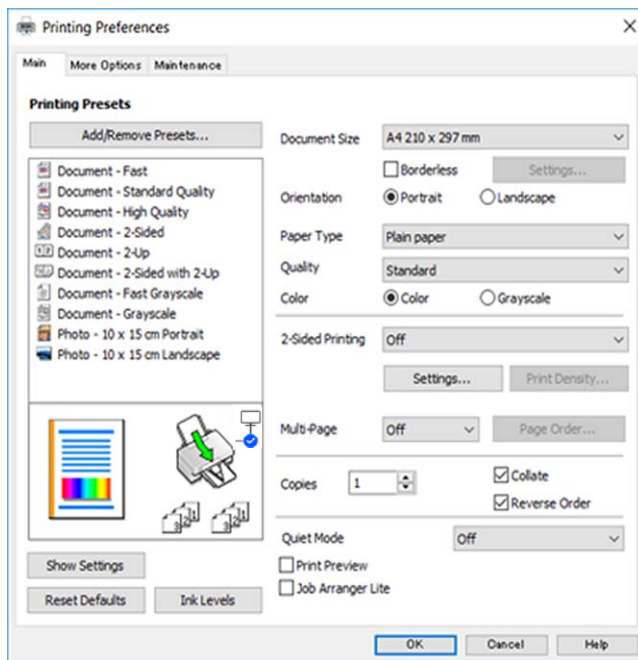 Printing Preferences
Main More Options Maintenance
Printing Presets
Add/Remove Presets...
Document - Fast
Document - Standard Quality
Document - High Quality
Document - 2-Sided
Document - 2-Up
Document - 2-Sided with 2-Up
Document - Fast Grayscale
Document - Grayscale
Photo - 10 x 15 cm Portrait
Photo - 10 x 15 cm Landscape
Show Settings
Reset Defaults Ink Levels
Document Size A4 210 x 297 mm
Borderless Settings...
Orientation Portrait Landscape
Paper Type Plain paper
Quality Standard
Color Color Grayscale
2-Sided Printing Off
Settings... Print Density...
Multi-Page Off Page Order...
Copies 1 Collate
Reverse Order
Quiet Mode Off
Print Preview
Job Arranger Lite
OK Cancel Help